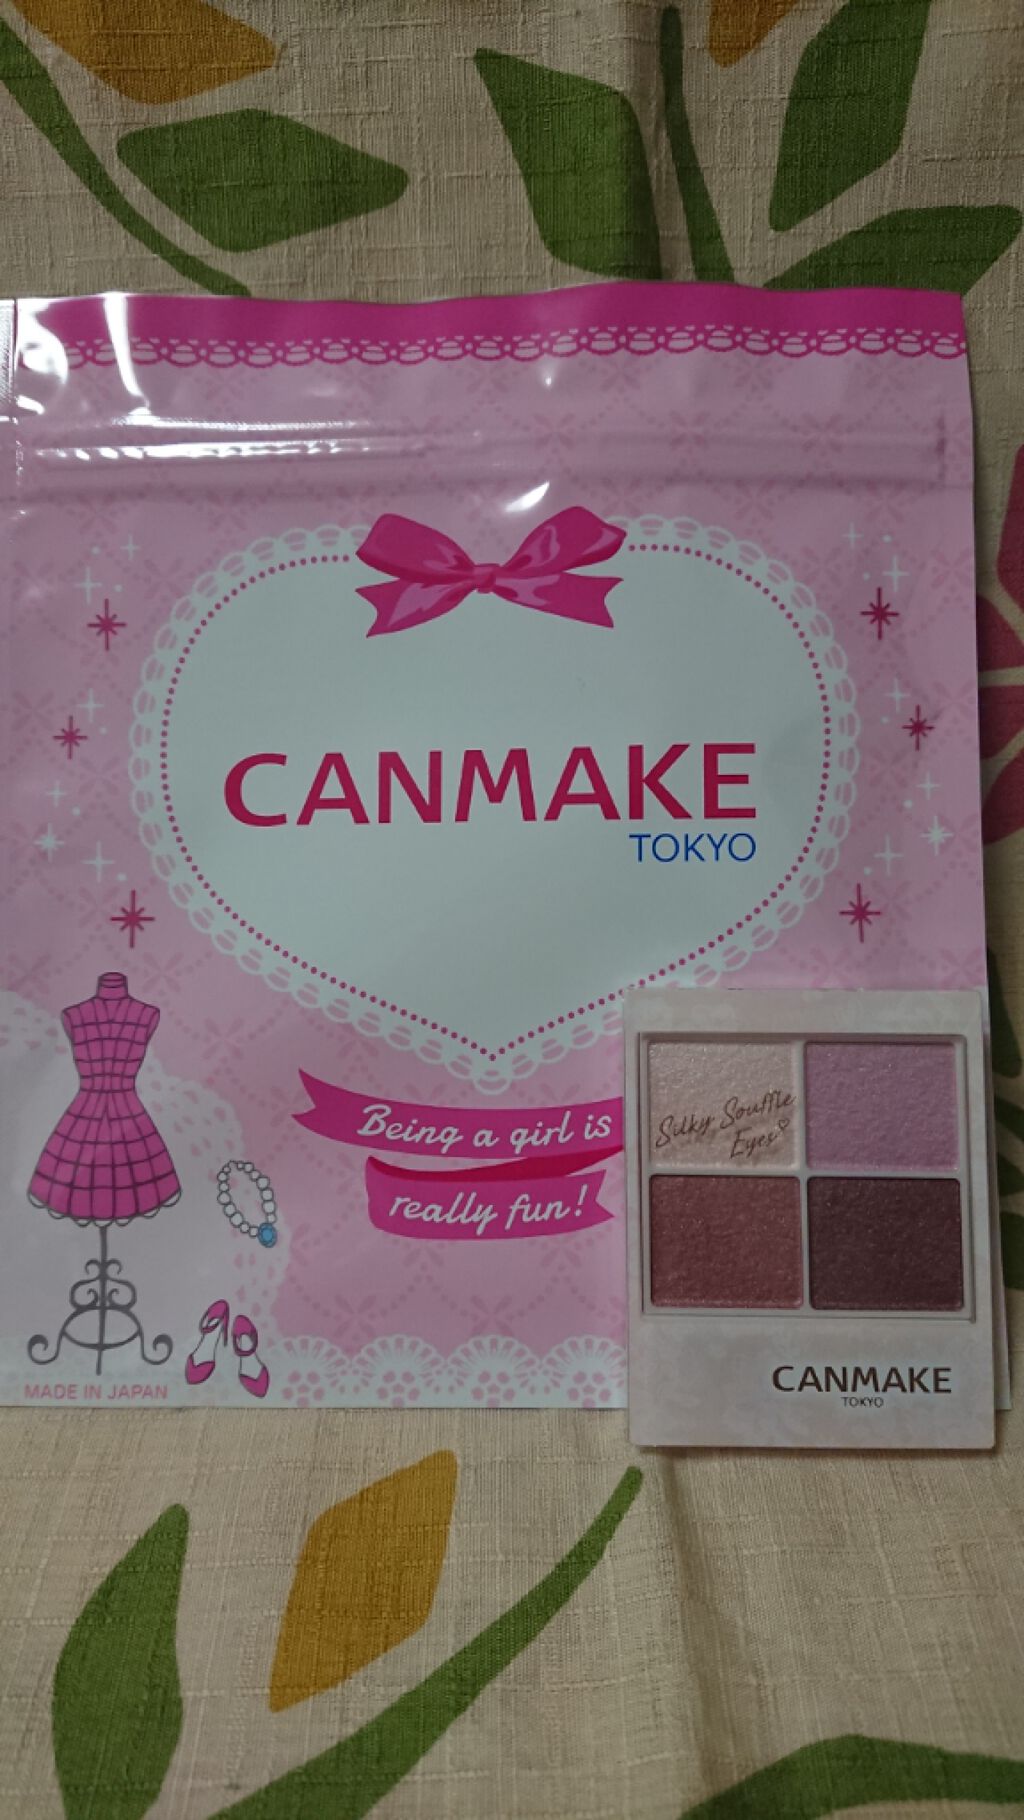 CANMAKE
TOKYO
Being a girl is
really fun!
MADE IN JAPAN
Silky Souffle
Eyes
CANMAKE
TOKYO